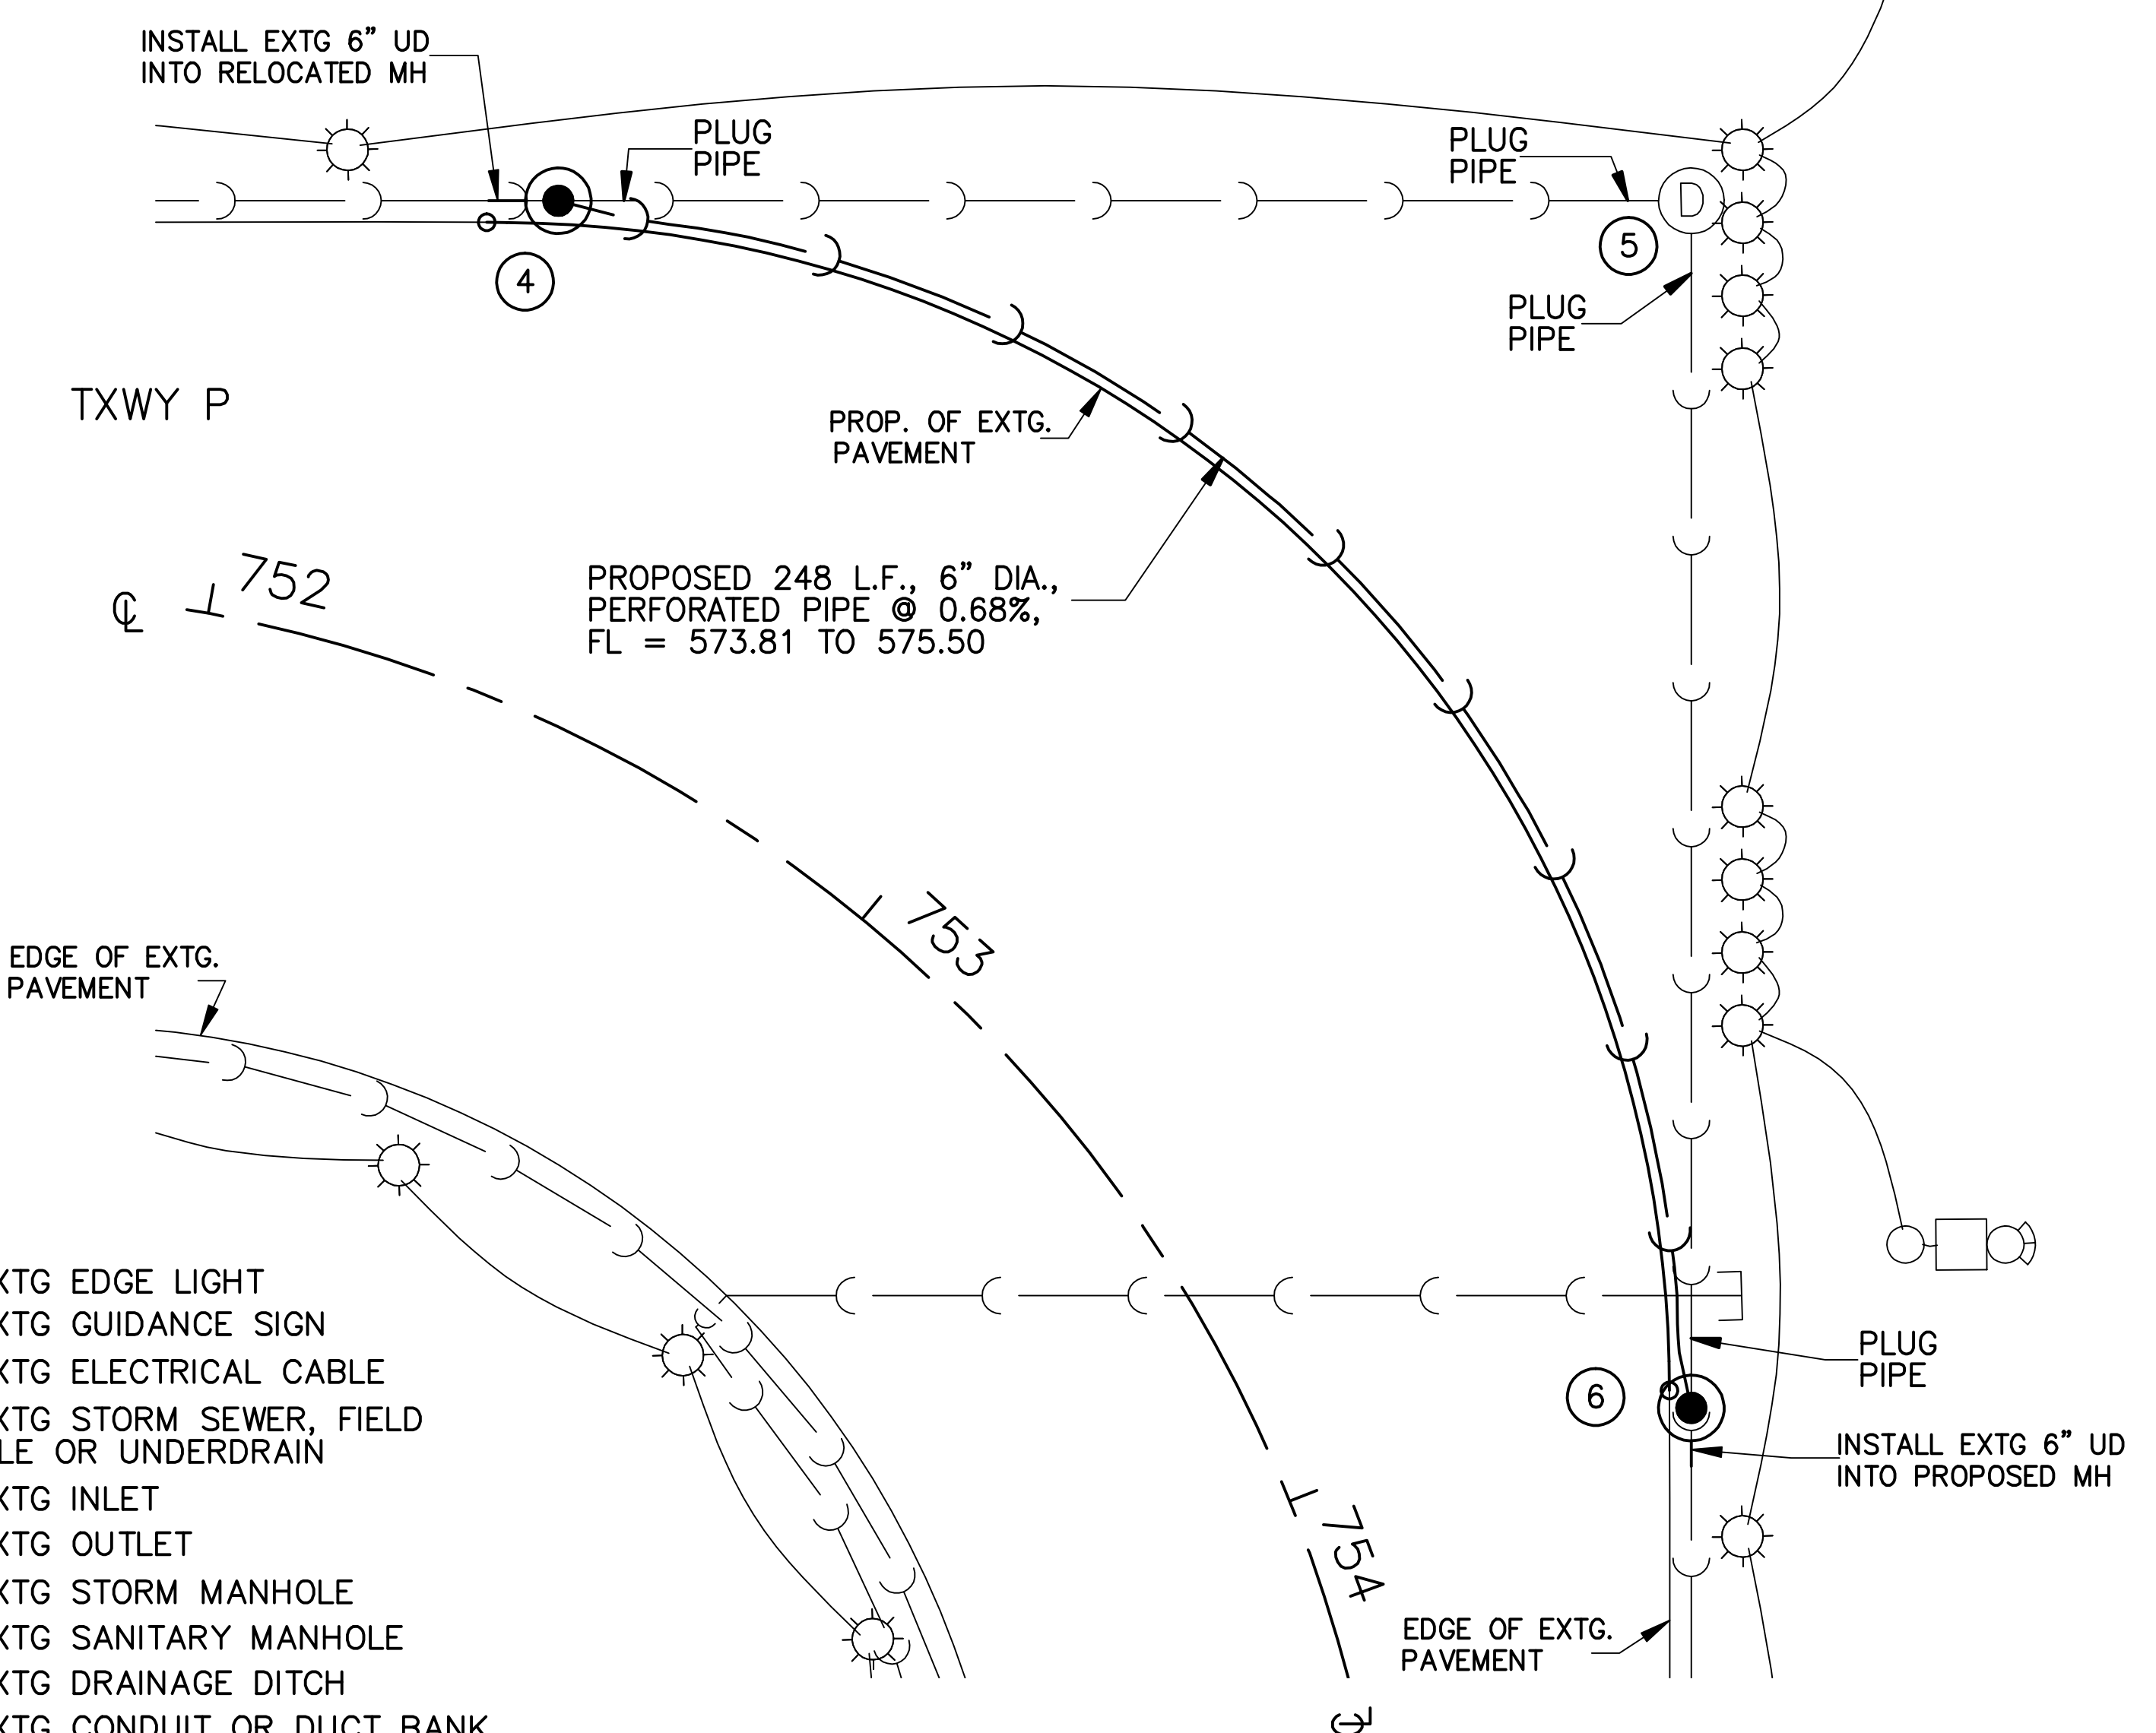 INSTALL EXTG 6" UD
INTO RELOCATED MH
PLUG
PIPE
PLUG
PIPE
D
5
4
PLUG
PIPE
TXWY P
PROP. OF EXTG.
PAVEMENT
752
℄
PROPOSED 248 L.F., 6" DIA.,
PERFORATED PIPE @ 0.68%,
FL = 573.81 TO 575.50
753
EDGE OF EXTG.
PAVEMENT
XTG EDGE LIGHT
XTG GUIDANCE SIGN
XTG ELECTRICAL CABLE
XTG STORM SEWER, FIELD
LE OR UNDERDRAIN
XTG INLET
XTG OUTLET
XTG STORM MANHOLE
XTG SANITARY MANHOLE
XTG DRAINAGE DITCH
XTG CONDUIT OR DUCT BANK
PLUG
PIPE
6
INSTALL EXTG 6" UD
INTO PROPOSED MH
754
EDGE OF EXTG.
PAVEMENT
℄